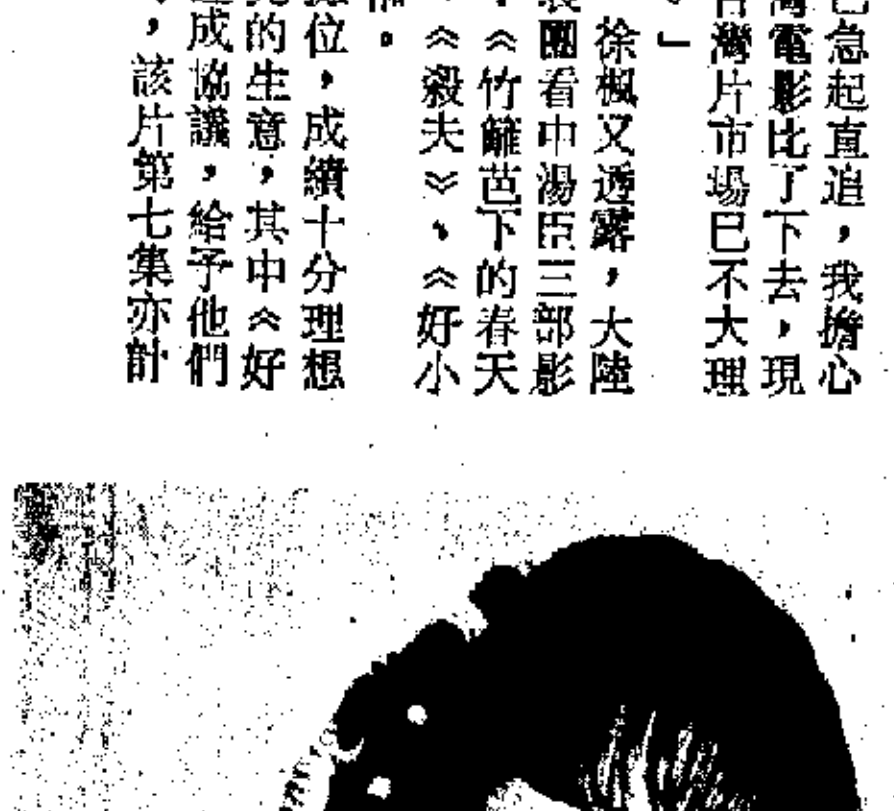 急起直追，我擔心
灣電影比了下去，現
台灣片市場已不大理
。」
徐楓又透露，大陸
團看中湯臣三部影
、《竹籬芭下的春天
、《殺夫》、《好小
。
位，成績十分理想
的生意，其中《好
達成協議，給予他們
，該片第七集亦計